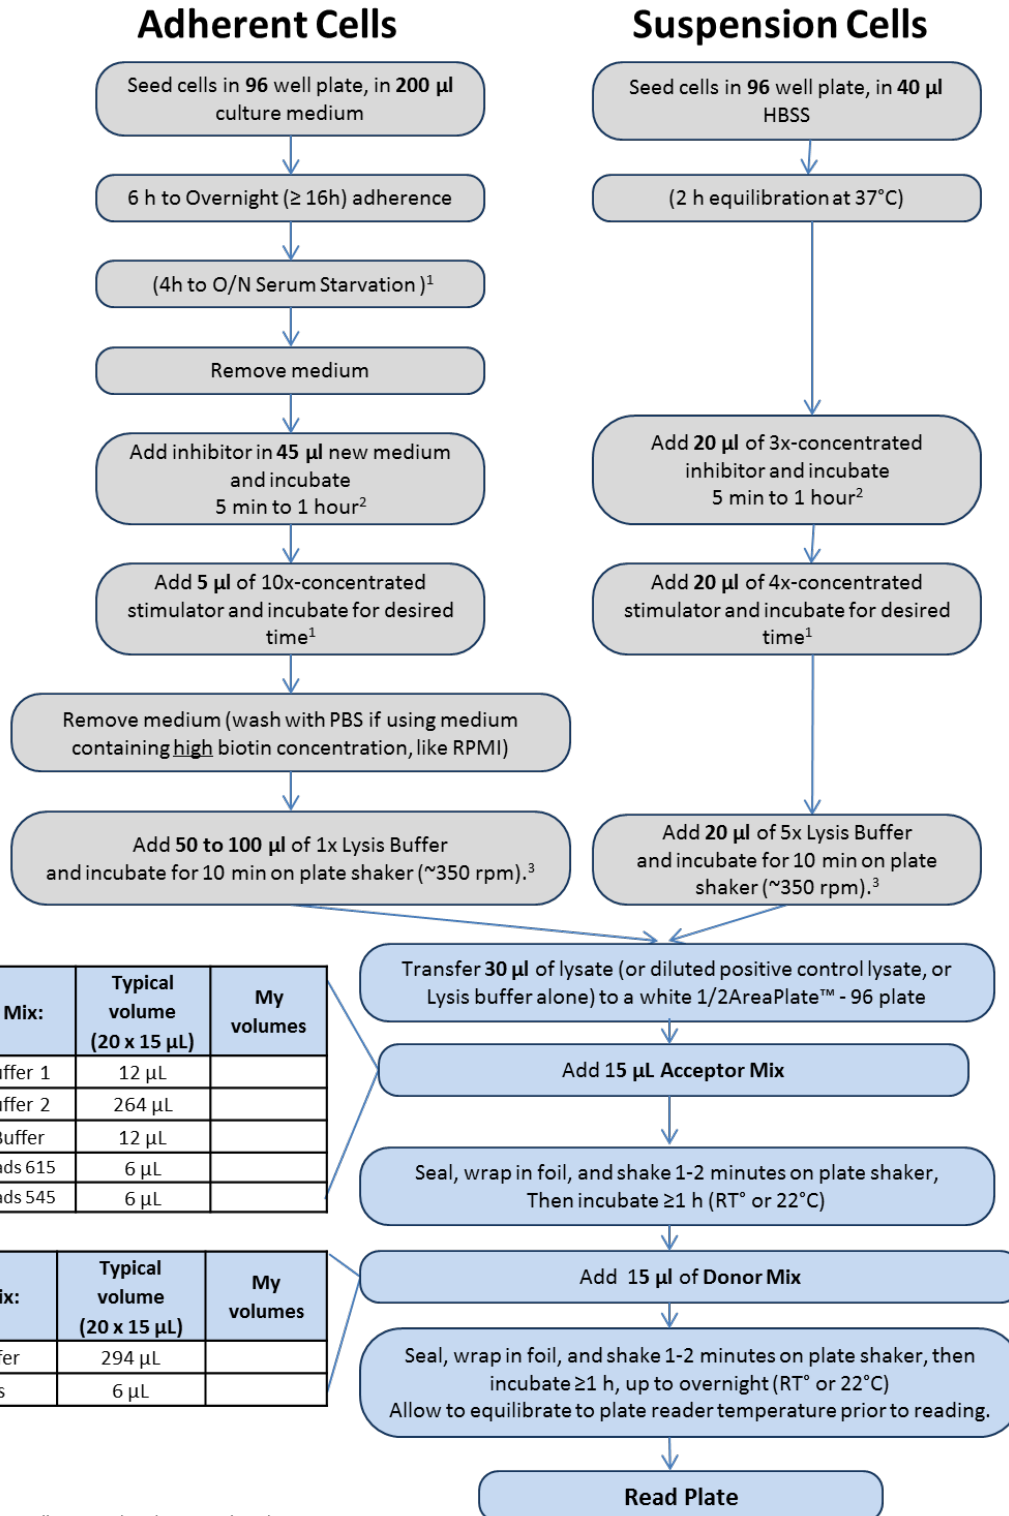 Adherent Cells
Seed cells in 96 well plate, in 200 µl
culture medium
6 h to Overnight (≥ 16h) adherence
(4h to O/N Serum Starvation )1
Remove medium
Add inhibitor in 45 µl new medium
and incubate
5 min to 1 hour2
Add 5 µl of 10x-concentrated
stimulator and incubate for desired
time1
Remove medium (wash with PBS if using medium
containing high biotin concentration, like RPMI)
Add 50 to 100 µl of 1x Lysis Buffer
and incubate for 10 min on plate shaker (~350 rpm).3
Suspension Cells
Seed cells in 96 well plate, in 40 µl
HBSS
(2 h equilibration at 37°C)
Add 20 µl of 3x-concentrated
inhibitor and incubate
5 min to 1 hour2
Add 20 µl of 4x-concentrated
stimulator and incubate for desired
time1
Add 20 µl of 5x Lysis Buffer
and incubate for 10 min on plate
shaker (~350 rpm).3
Transfer 30 µl of lysate (or diluted positive control lysate, or
Lysis buffer alone) to a white 1/2AreaPlate™ - 96 plate
Add 15 µL Acceptor Mix
Seal, wrap in foil, and shake 1-2 minutes on plate shaker,
Then incubate ≥1 h (RT° or 22°C)
Add 15 µl of Donor Mix
Seal, wrap in foil, and shake 1-2 minutes on plate shaker, then
incubate ≥1 h, up to overnight (RT° or 22°C)
Allow to equilibrate to plate reader temperature prior to reading.
Read Plate
Mix:
Typical
volume
(20 x 15 µL)
My
volumes
uffer 1
12 µL
uffer 2
264 µL
Buffer
12 µL
ads 615
6 µL
ads 545
6 µL
ix:
Typical
volume
(20 x 15 µL)
My
volumes
fer
294 µL
s
6 µL